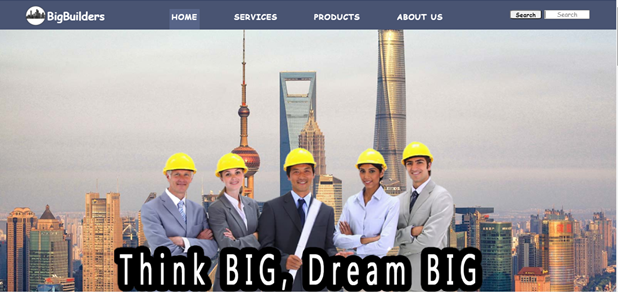 BigBuilders
HOME SERVICES PRODUCTS ABOUT US
Search Search
Think BIG, Dream BIG